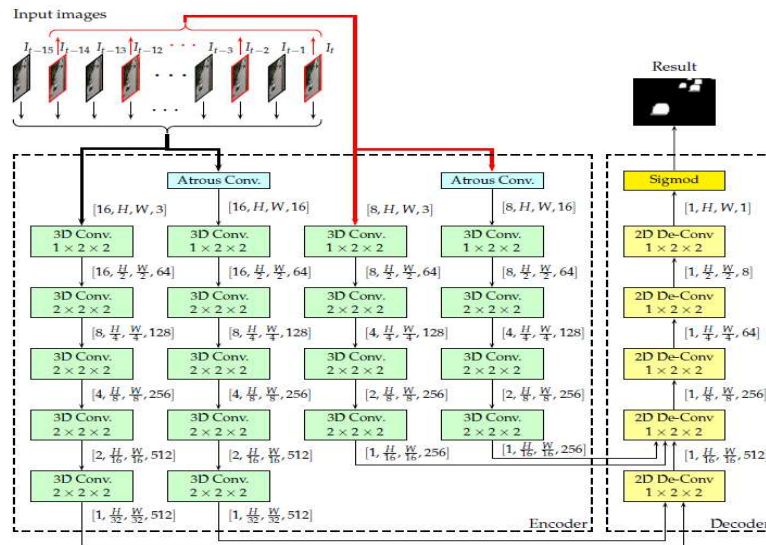 Input images
I_{t-15} I_{t-14} I_{t-13} I_{t-12} ... I_{t-3} I_{t-2} I_{t-1} I_t
...
...
Result
Atrous Conv. Atrous Conv. Sigmod
[16, H, W, 3] [16, H, W, 16] [8, H, W, 3] [8, H, W, 16] [1, H, W, 1]
3D Conv. 3D Conv. 3D Conv. 3D Conv. 2D De-Conv
1 × 2 × 2 1 × 2 × 2 1 × 2 × 2 1 × 2 × 2 1 × 2 × 2
[16, H/2, W/2, 64] [16, H/2, W/2, 64] [8, H/2, W/2, 64] [8, H/2, W/2, 64] [1, H/2, W/2, 8]
3D Conv. 3D Conv. 3D Conv. 3D Conv. 2D De-Conv
2 × 2 × 2 2 × 2 × 2 2 × 2 × 2 2 × 2 × 2 1 × 2 × 2
[8, H/4, W/4, 128] [8, H/4, W/4, 128] [4, H/4, W/4, 128] [4, H/4, W/4, 128] [1, H/4, W/4, 64]
3D Conv. 3D Conv. 3D Conv. 3D Conv. 2D De-Conv
2 × 2 × 2 2 × 2 × 2 2 × 2 × 2 2 × 2 × 2 1 × 2 × 2
[4, H/8, W/8, 256] [4, H/8, W/8, 256] [2, H/8, W/8, 256] [2, H/8, W/8, 256] [1, H/8, W/8, 256]
3D Conv. 3D Conv. 3D Conv. 3D Conv. 2D De-Conv
2 × 2 × 2 2 × 2 × 2 2 × 2 × 2 2 × 2 × 2 1 × 2 × 2
[2, H/16, W/16, 512] [2, H/16, W/16, 512] [1, H/16, W/16, 256] [1, H/16, W/16, 256] [1, H/16, W/16, 512]
3D Conv. 3D Conv. 2D De-Conv
2 × 2 × 2 2 × 2 × 2 1 × 2 × 2
[1, H/32, W/32, 512] [1, H/32, W/32, 512]
Encoder Decoder